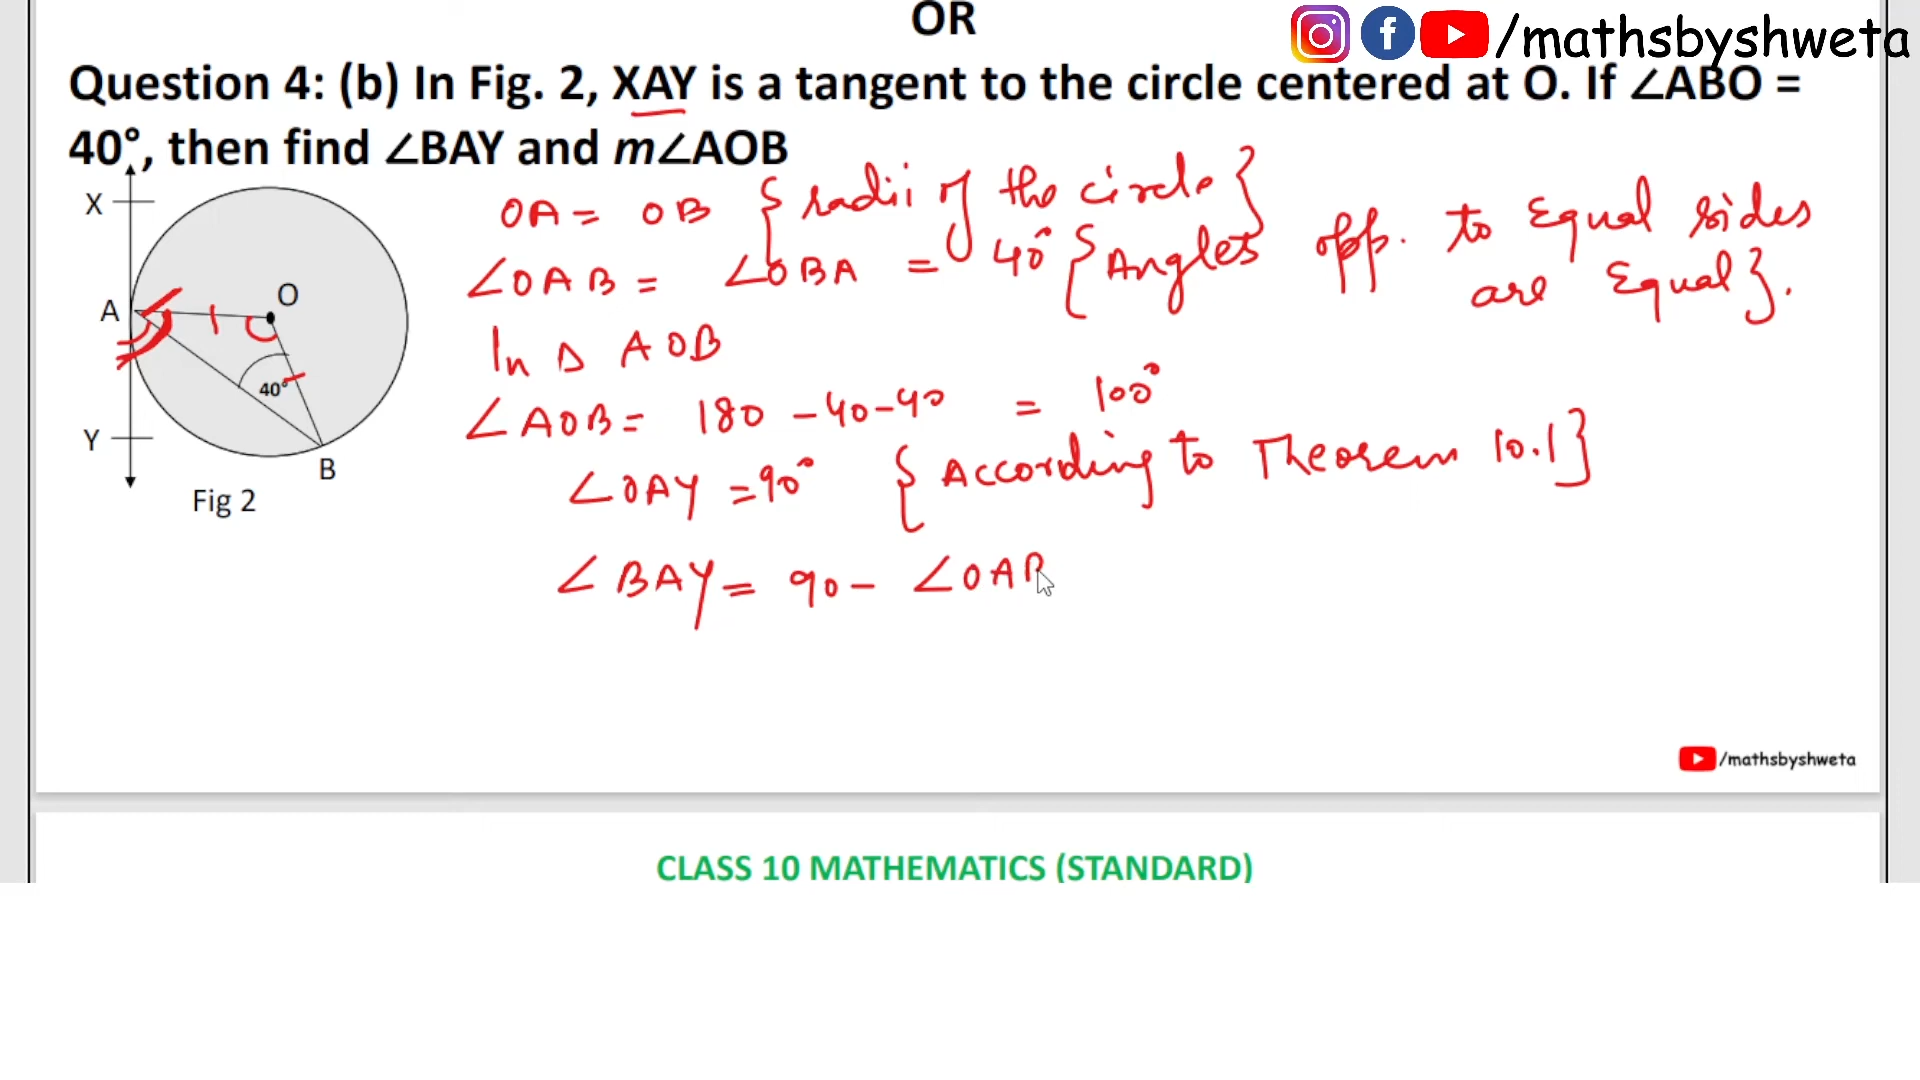 OR
/mathsbyshweta
Question 4: (b) In Fig. 2, XAY is a tangent to the circle centered at O. If ∠ABO =
40°, then find ∠BAY and m∠AOB
X
A
O
40°
Y
B
Fig 2
OA = OB {radii of the circle}
∠OAB = ∠OBA = 40° {Angles opp. to Equal sides
are Equal}.
In △ AOB
∠AOB = 180 - 40 - 40 = 100°
∠OAY = 90° {According to Theorem 10.1}
∠BAY = 90 - ∠OAB
/mathsbyshweta
CLASS 10 MATHEMATICS (STANDARD)